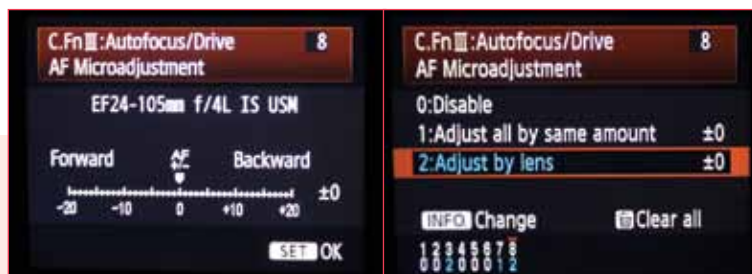 C.Fn III :Autofocus/Drive 8
AF Microadjustment
EF24-105mm f/4L IS USM
Forward AF Backward
-20 -10 0 +10 +20 ±0
SET OK
C.Fn III :Autofocus/Drive 8
AF Microadjustment
0:Disable
1:Adjust all by same amount ±0
2:Adjust by lens ±0
INFO. Change Clear all
1 2 3 4 5 6 7 8
0 0 2 0 0 0 1 2